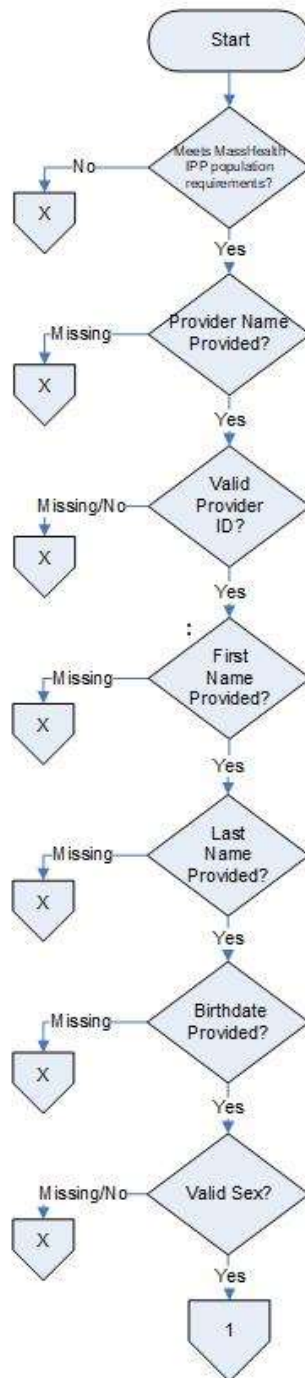 Start
Meets MassHealth
IPP population
requirements?
No
X
Yes
Provider Name
Provided?
Missing
X
Yes
Valid
Provider
ID?
Missing/No
X
Yes
:
First
Name
Provided?
Missing
X
Yes
Last
Name
Provided?
Missing
X
Yes
Birthdate
Provided?
Missing
X
Yes
Valid Sex?
Missing/No
X
Yes
1